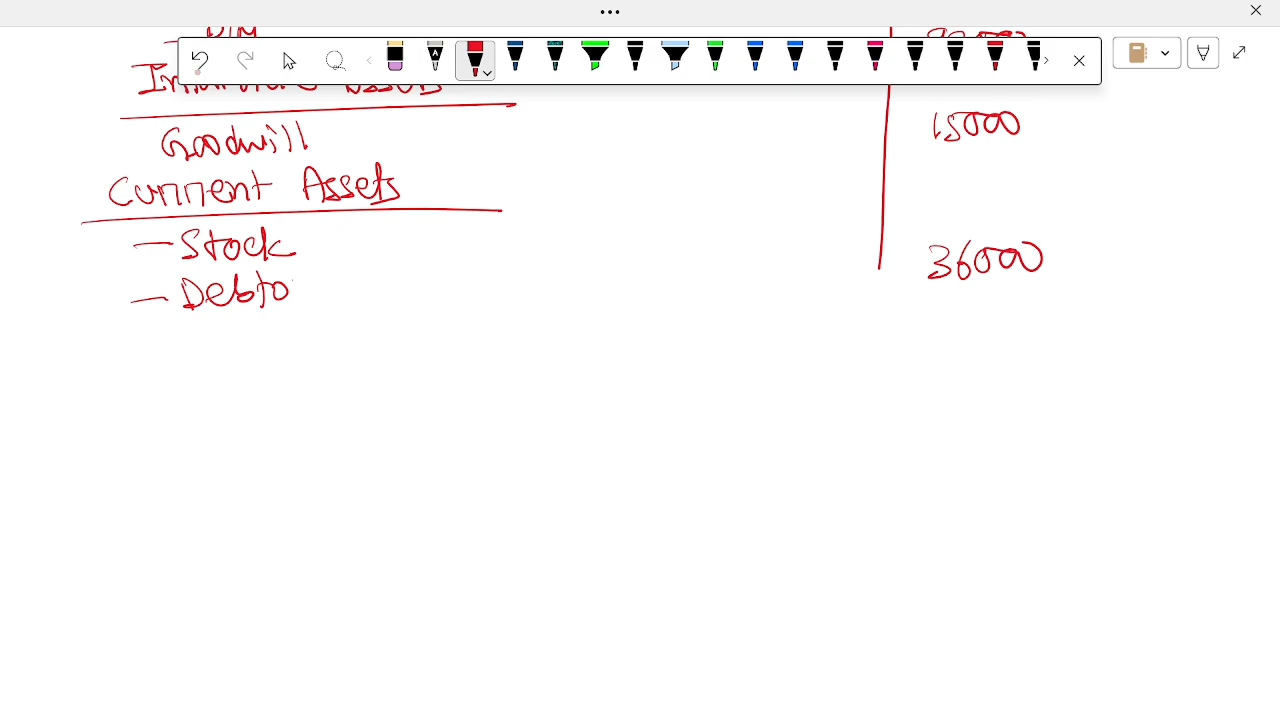 Goodwill 15000
Current Assets
— Stock 36000
— Debto